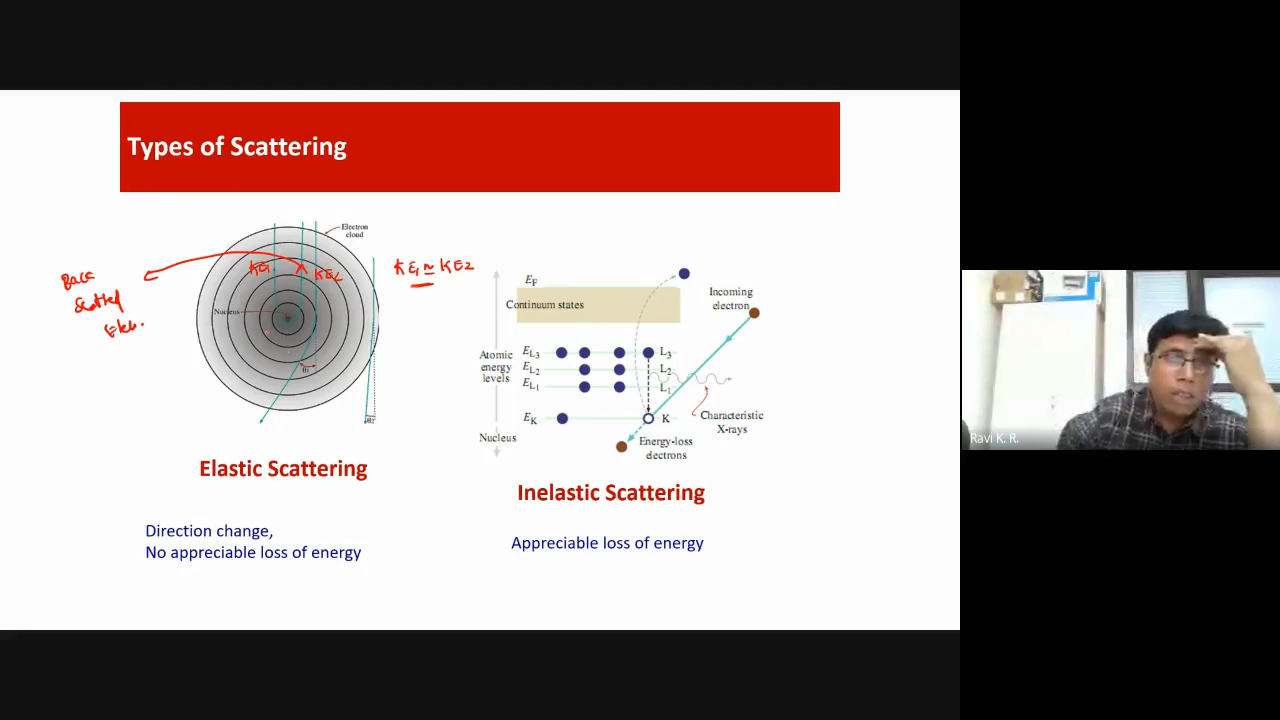 Types of Scattering
Electron
cloud
Nucleus
θ1
θ2
KE1
KE2
KE1 ≃ KE2
Back
Elastic Scattering
Direction change,
No appreciable loss of energy
EF
Continuum states
Incoming
electron
Atomic
energy
levels
EL3
EL2
EL1
EK
L3
L2
L1
K
Nucleus
Characteristic
X-rays
Energy-loss
electrons
Inelastic Scattering
Appreciable loss of energy
Ravi K. R.